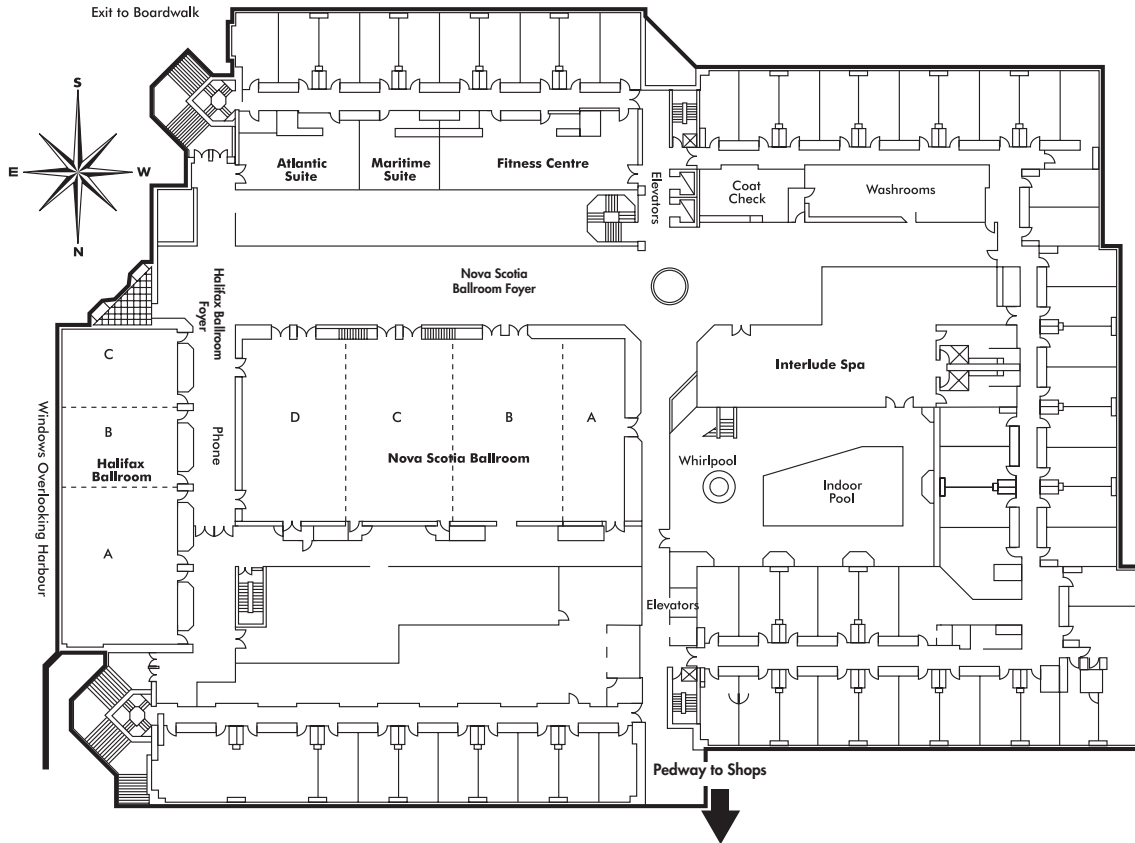 Exit to Boardwalk
S
E
W
N
Atlantic
Suite
Maritime
Suite
Fitness Centre
Elevators
Coat
Check
Washrooms
Halifax Ballroom
Foyer
Nova Scotia
Ballroom Foyer
Interlude Spa
C
B
Halifax
Ballroom
A
Windows Overlooking Harbour
Phone
D
C
B
A
Nova Scotia Ballroom
Whirlpool
Indoor
Pool
Elevators
Pedway to Shops